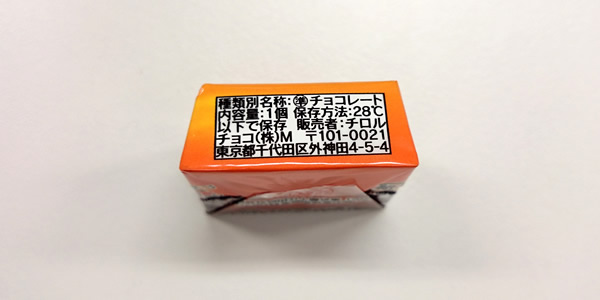 種類別名称:㊜チョコレート
内容量:1個 保存方法:28℃
以下で保存 販売者:チロル
チョコ(株)M 〒101-0021
東京都千代田区外神田4-5-4